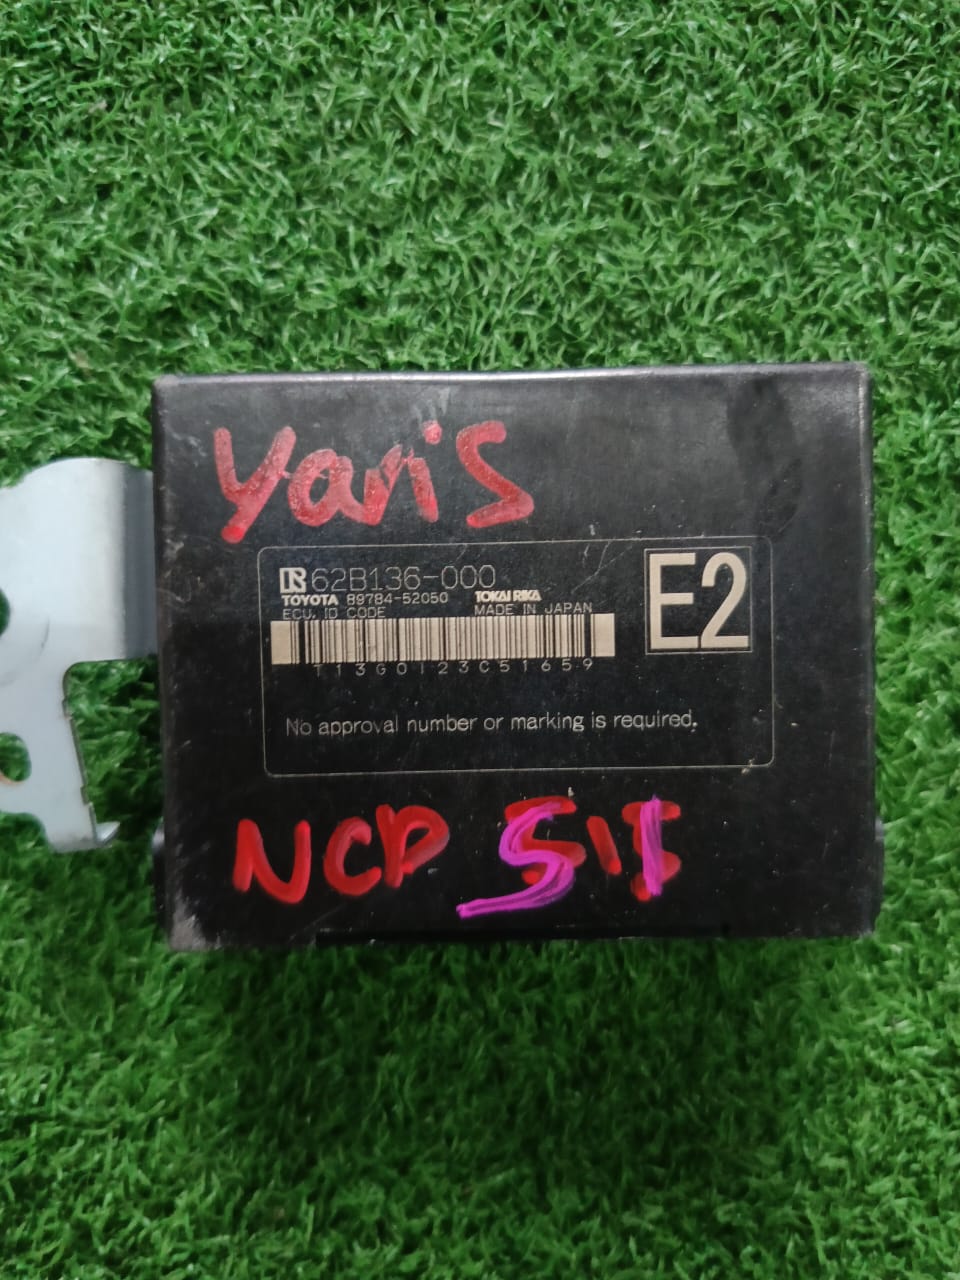 Yaris
62B136-000
E2
TOYOTA 89784-52050 TOKAI RIKA
ECU, ID CODE MADE IN JAPAN
T13G0123C51659
No approval number or marking is required.
NCP